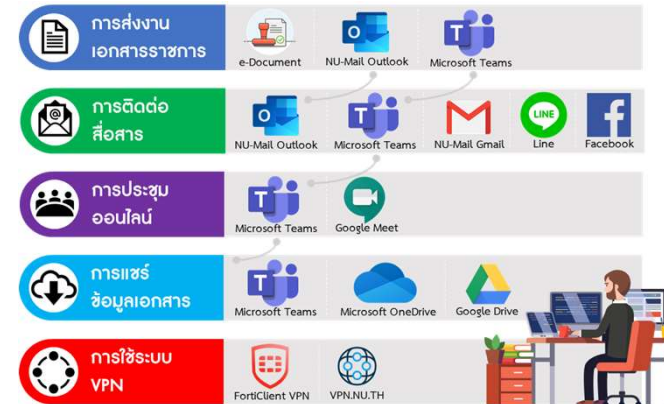 การส่งงาน
เอกสารราชการ
e-Document
NU-Mail Outlook
Microsoft Teams
การติดต่อ
สื่อสาร
NU-Mail Outlook
Microsoft Teams
NU-Mail Gmail
LINE
Line
Facebook
การประชุม
ออนไลน์
Microsoft Teams
Google Meet
การแชร์
ข้อมูลเอกสาร
Microsoft Teams
Microsoft OneDrive
Google Drive
การใช้ระบบ
VPN
FortiClient VPN
VPN.NU.TH